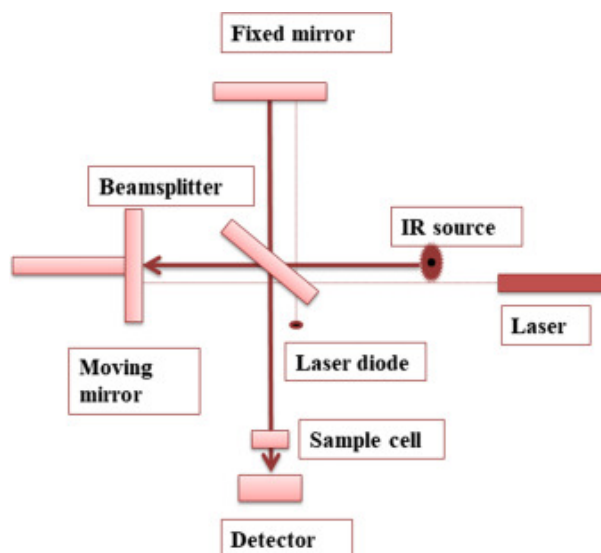 Fixed mirror
Beamsplitter
IR source
Laser
Moving
mirror
Laser diode
Sample cell
Detector